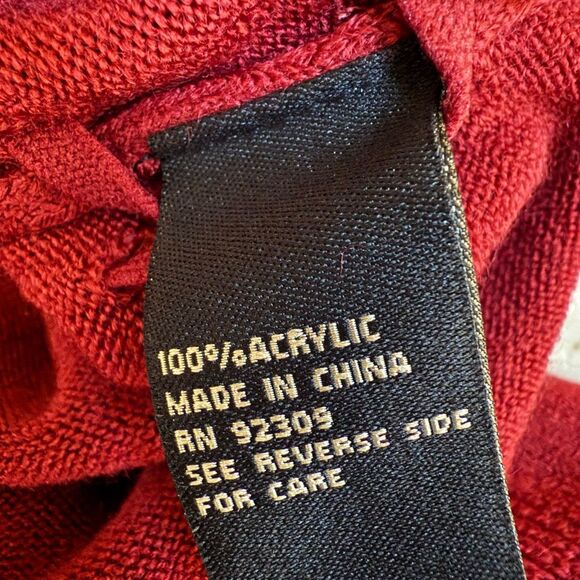 100% ACRYLIC
MADE IN CHINA
RN 92309
SEE REVERSE SIDE
FOR CARE